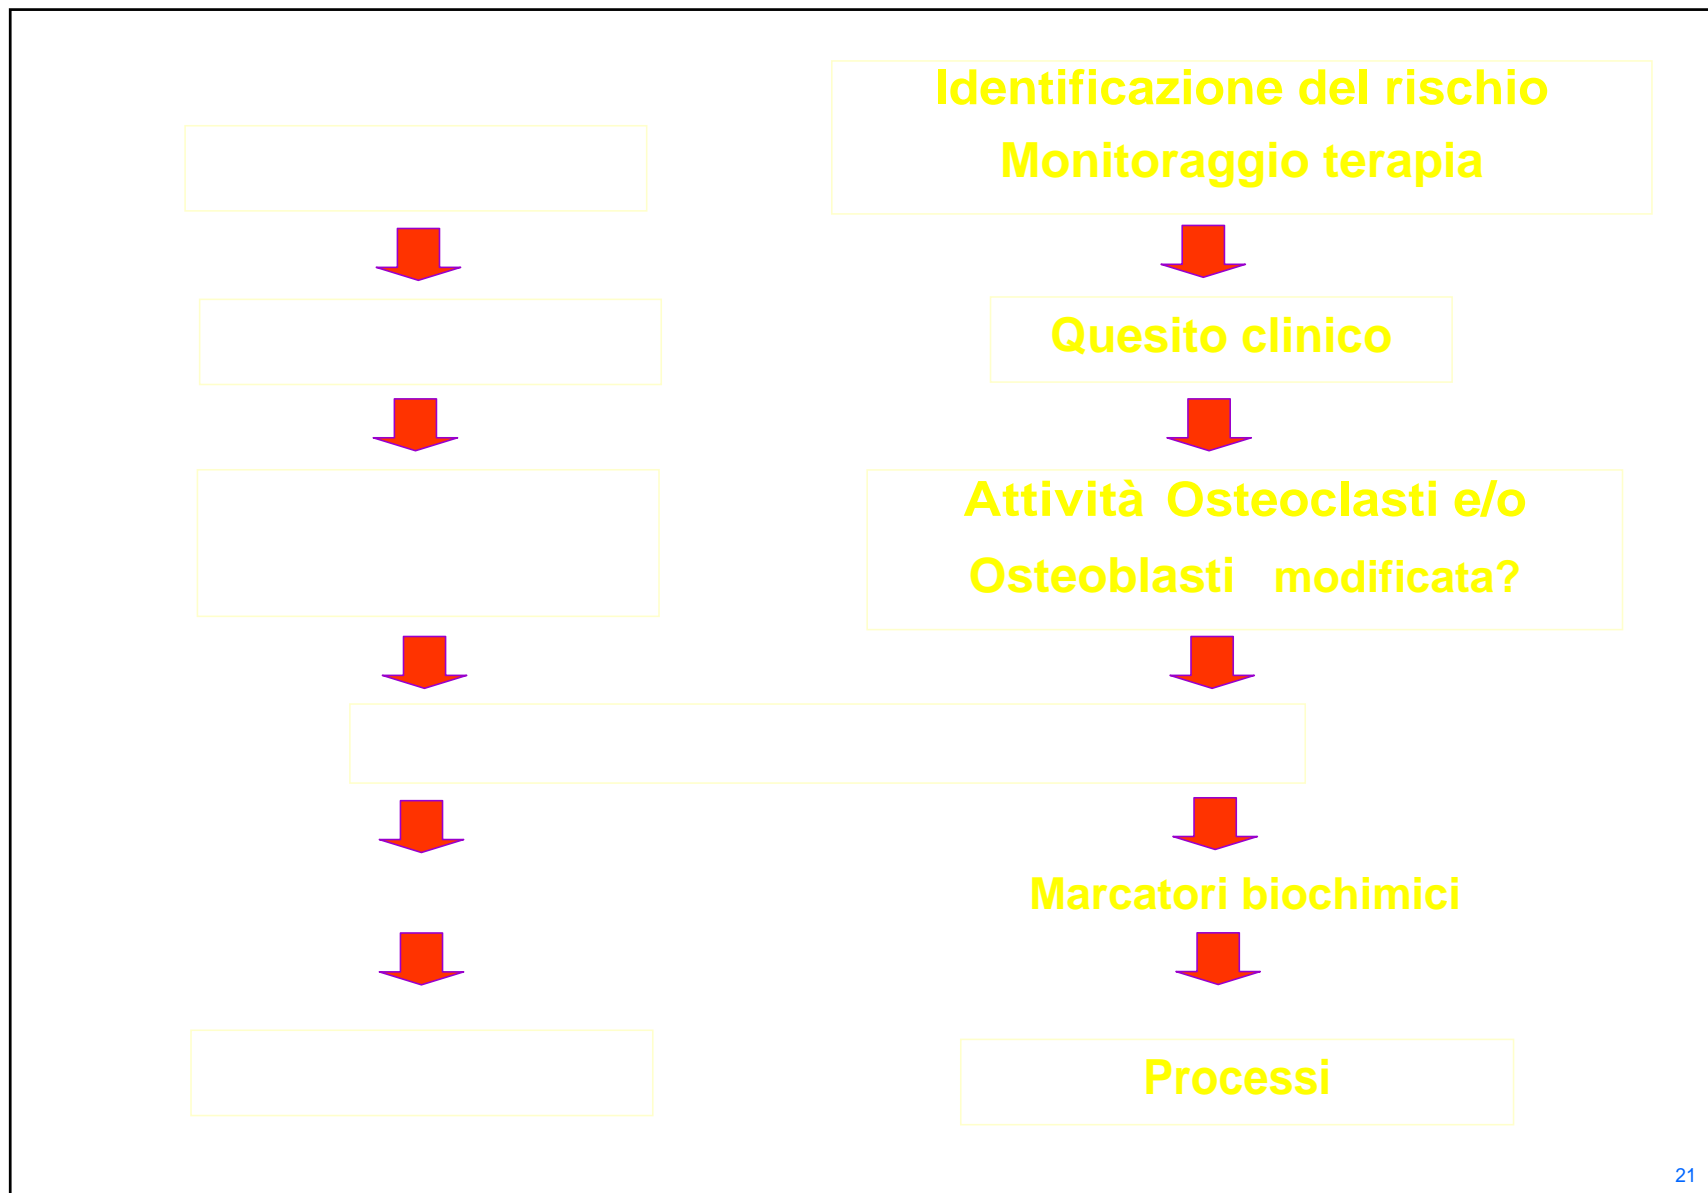 Identificazione del rischio
Monitoraggio terapia
Quesito clinico
Attività Osteoclasti e/o
Osteoblasti modificata?
Marcatori biochimici
Processi
21